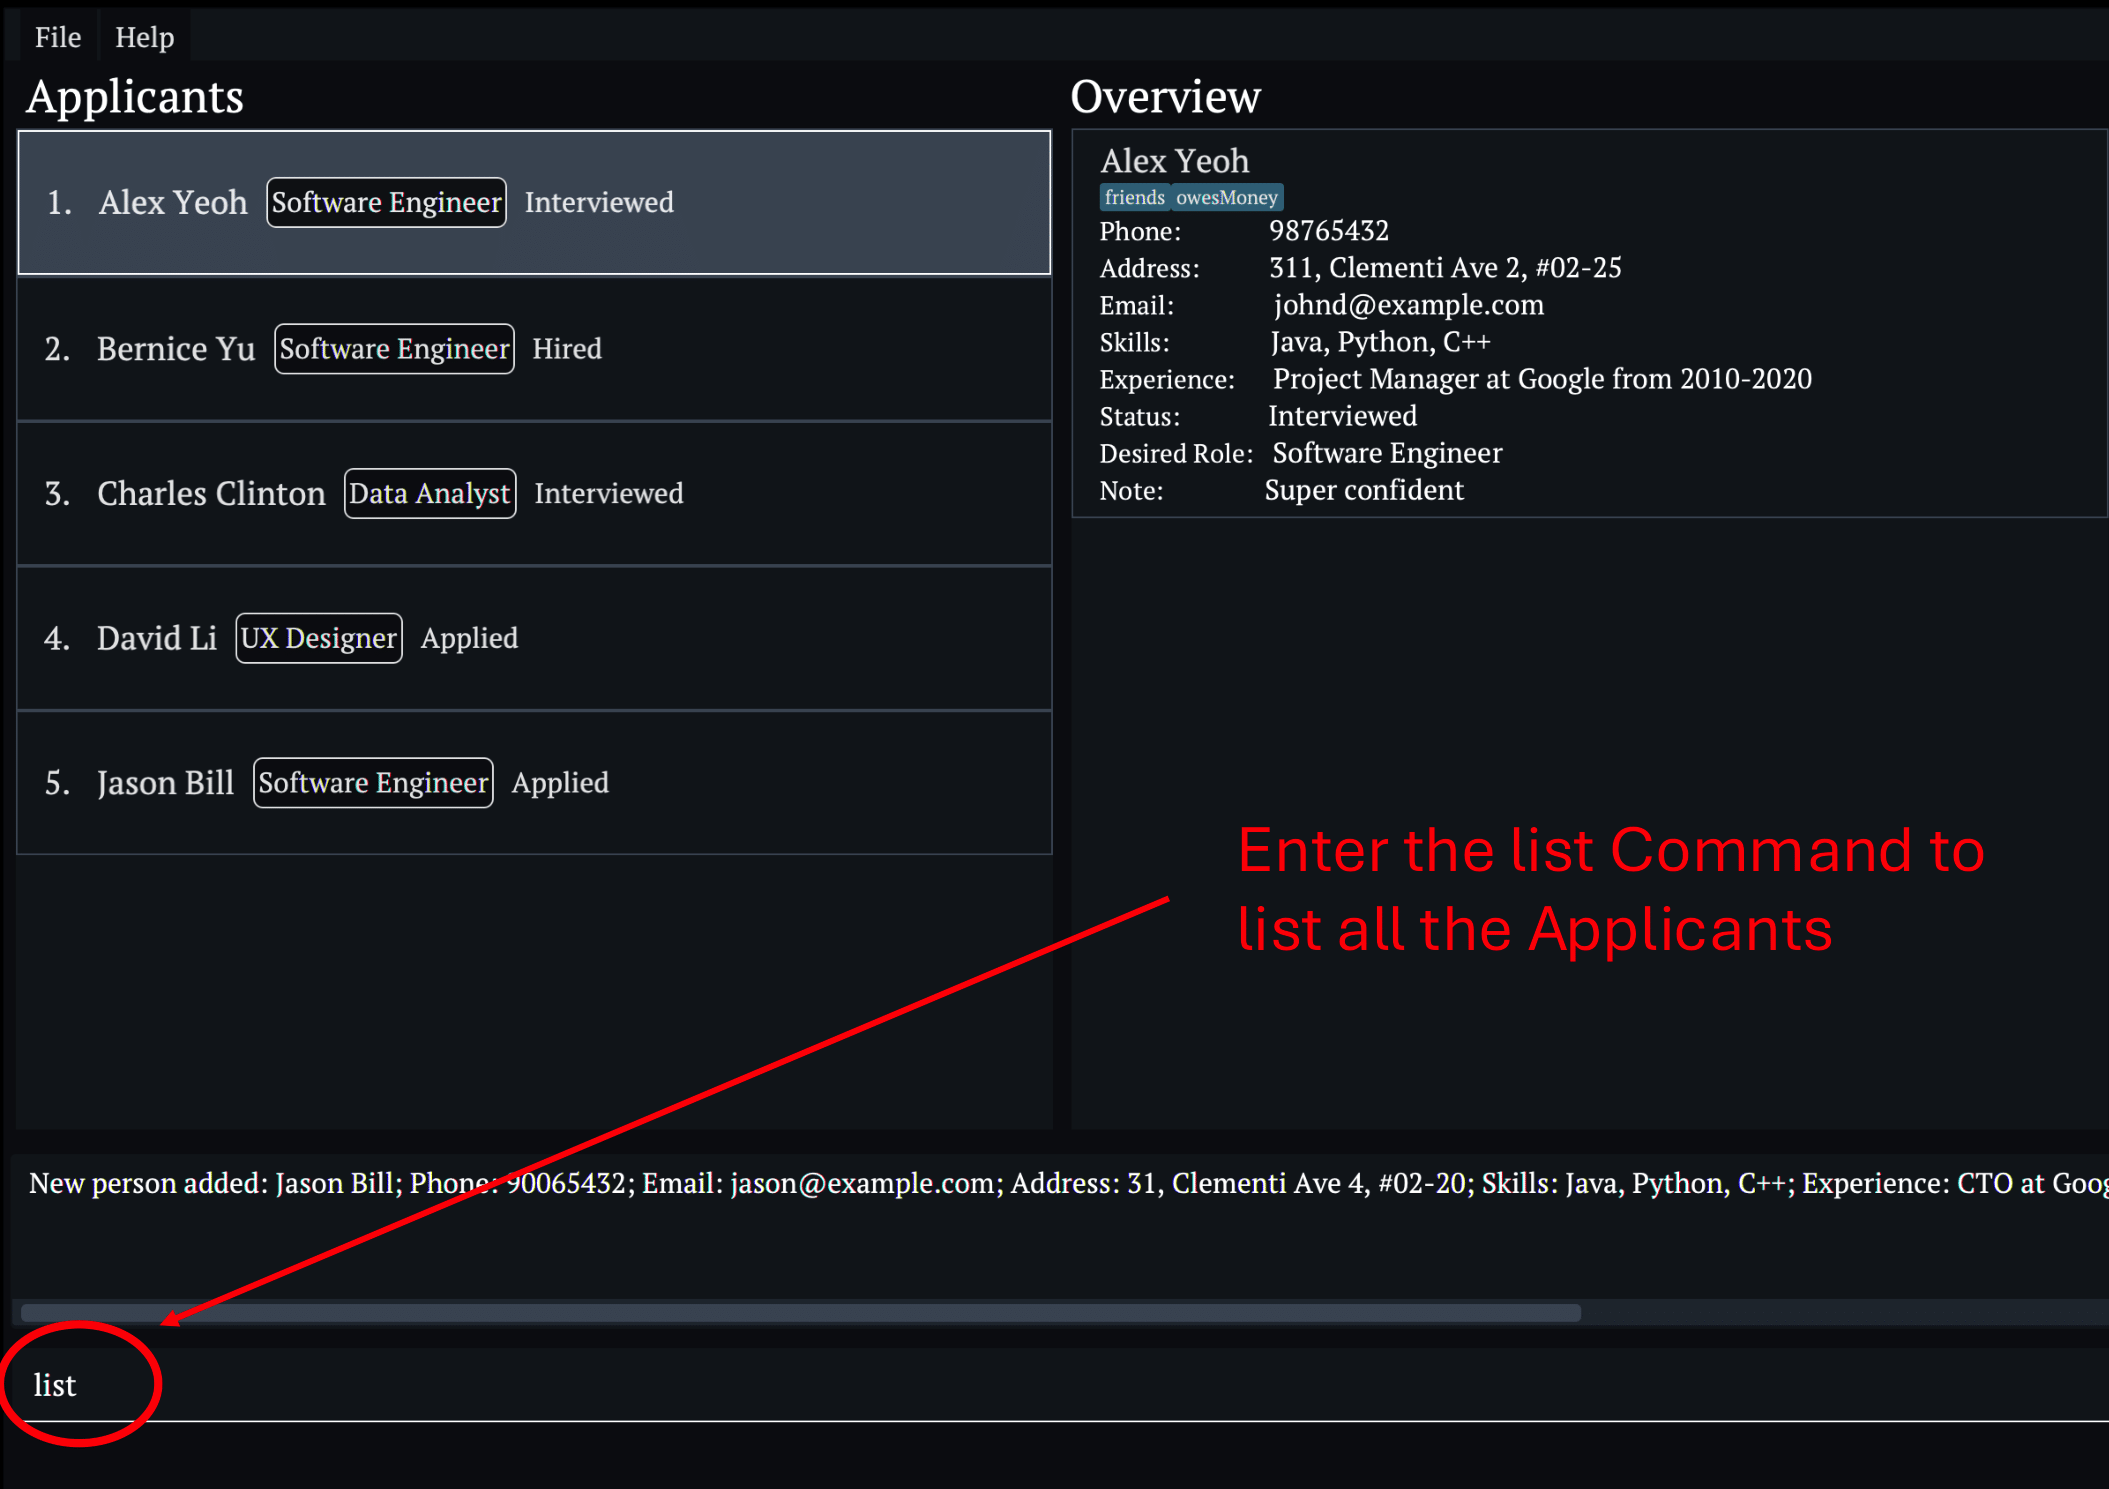 File Help
Applicants
1. Alex Yeoh Software Engineer Interviewed
2. Bernice Yu Software Engineer Hired
3. Charles Clinton Data Analyst Interviewed
4. David Li UX Designer Applied
5. Jason Bill Software Engineer Applied
Overview
Alex Yeoh
friends owesMoney
Phone: 98765432
Address: 311, Clementi Ave 2, #02-25
Email: johnd@example.com
Skills: Java, Python, C++
Experience: Project Manager at Google from 2010-2020
Status: Interviewed
Desired Role: Software Engineer
Note: Super confident
Enter the list Command to
list all the Applicants
New person added: Jason Bill; Phone: 90065432; Email: jason@example.com; Address: 31, Clementi Ave 4, #02-20; Skills: Java, Python, C++; Experience: CTO at Goog
list